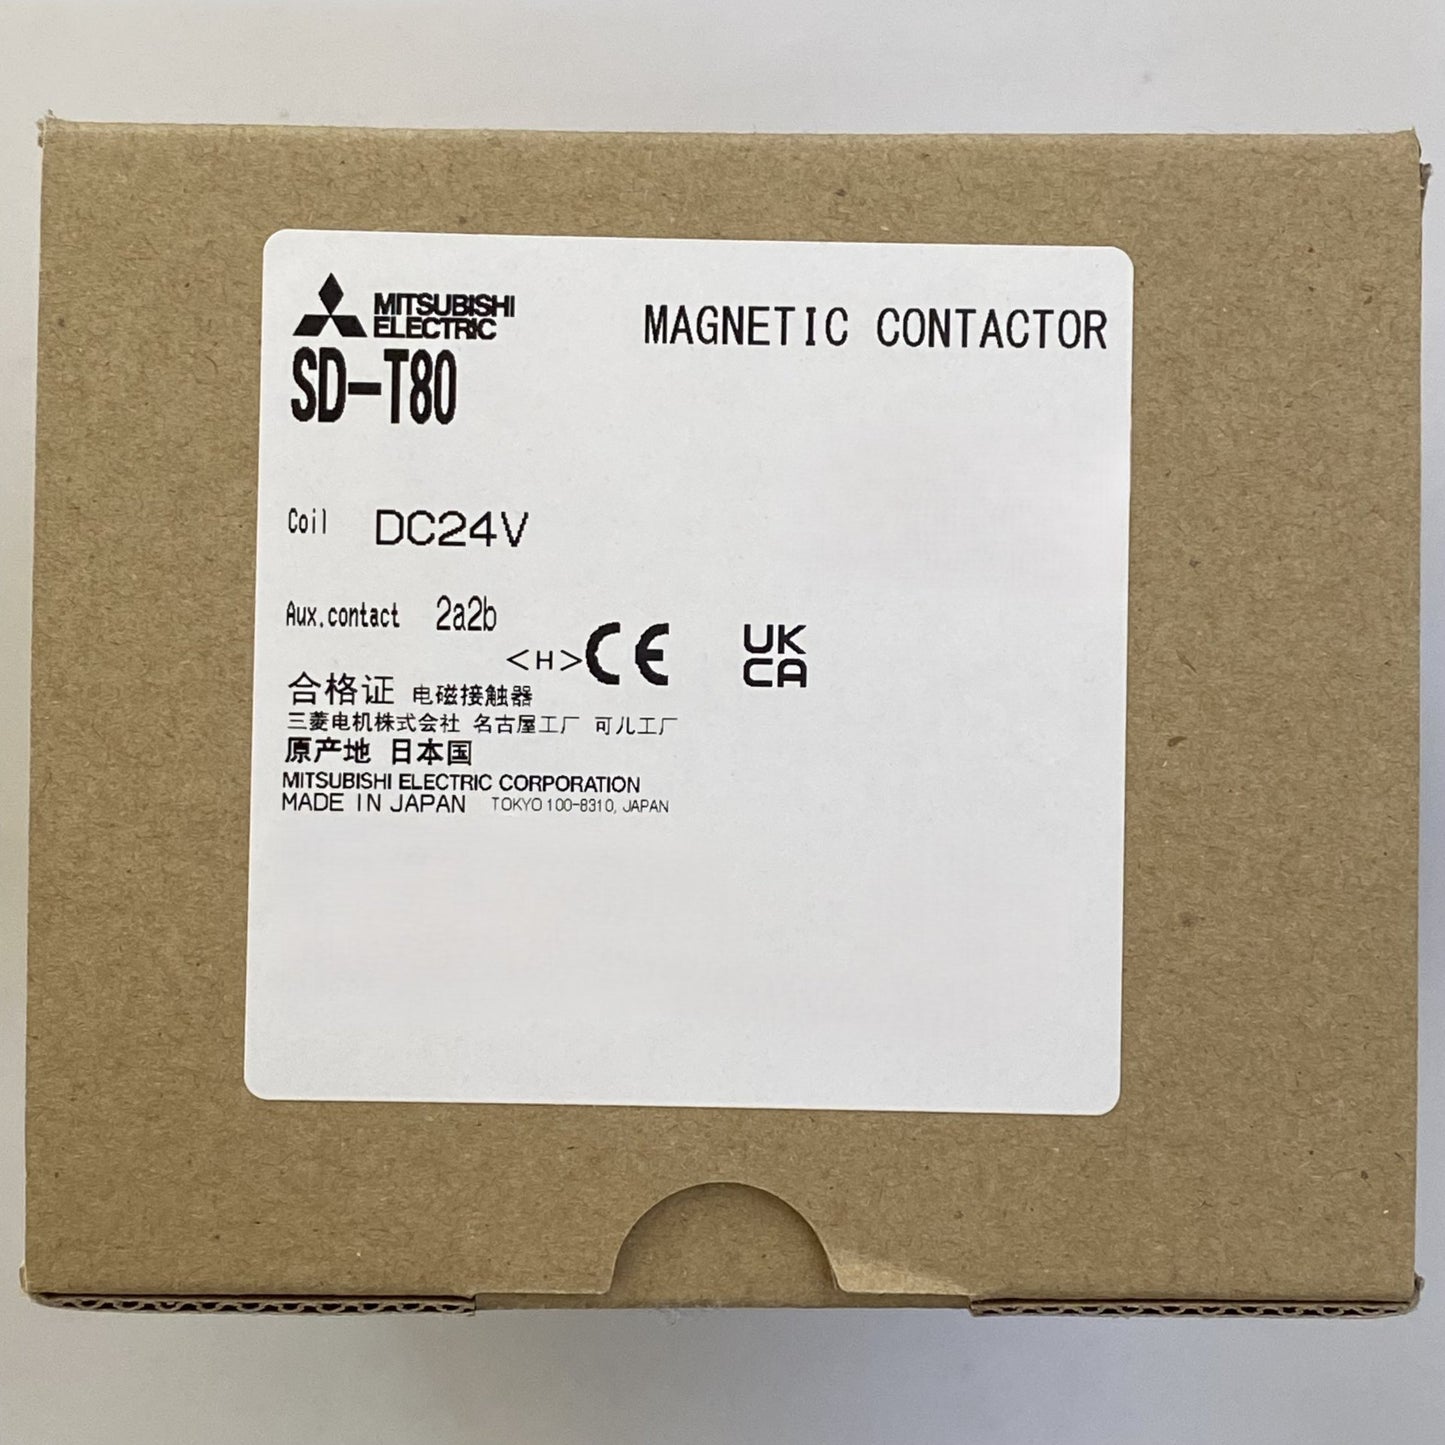 MITSUBISHI
ELECTRIC
MAGNETIC CONTACTOR
SD-T80
Coil DC24V
Aux.contact 2a2b
<H> CE UK
CA
合格证 电磁接触器
三菱电机株式会社 名古屋工厂 可儿工厂
原产地 日本国
MITSUBISHI ELECTRIC CORPORATION
MADE IN JAPAN TOKYO 100-8310, JAPAN